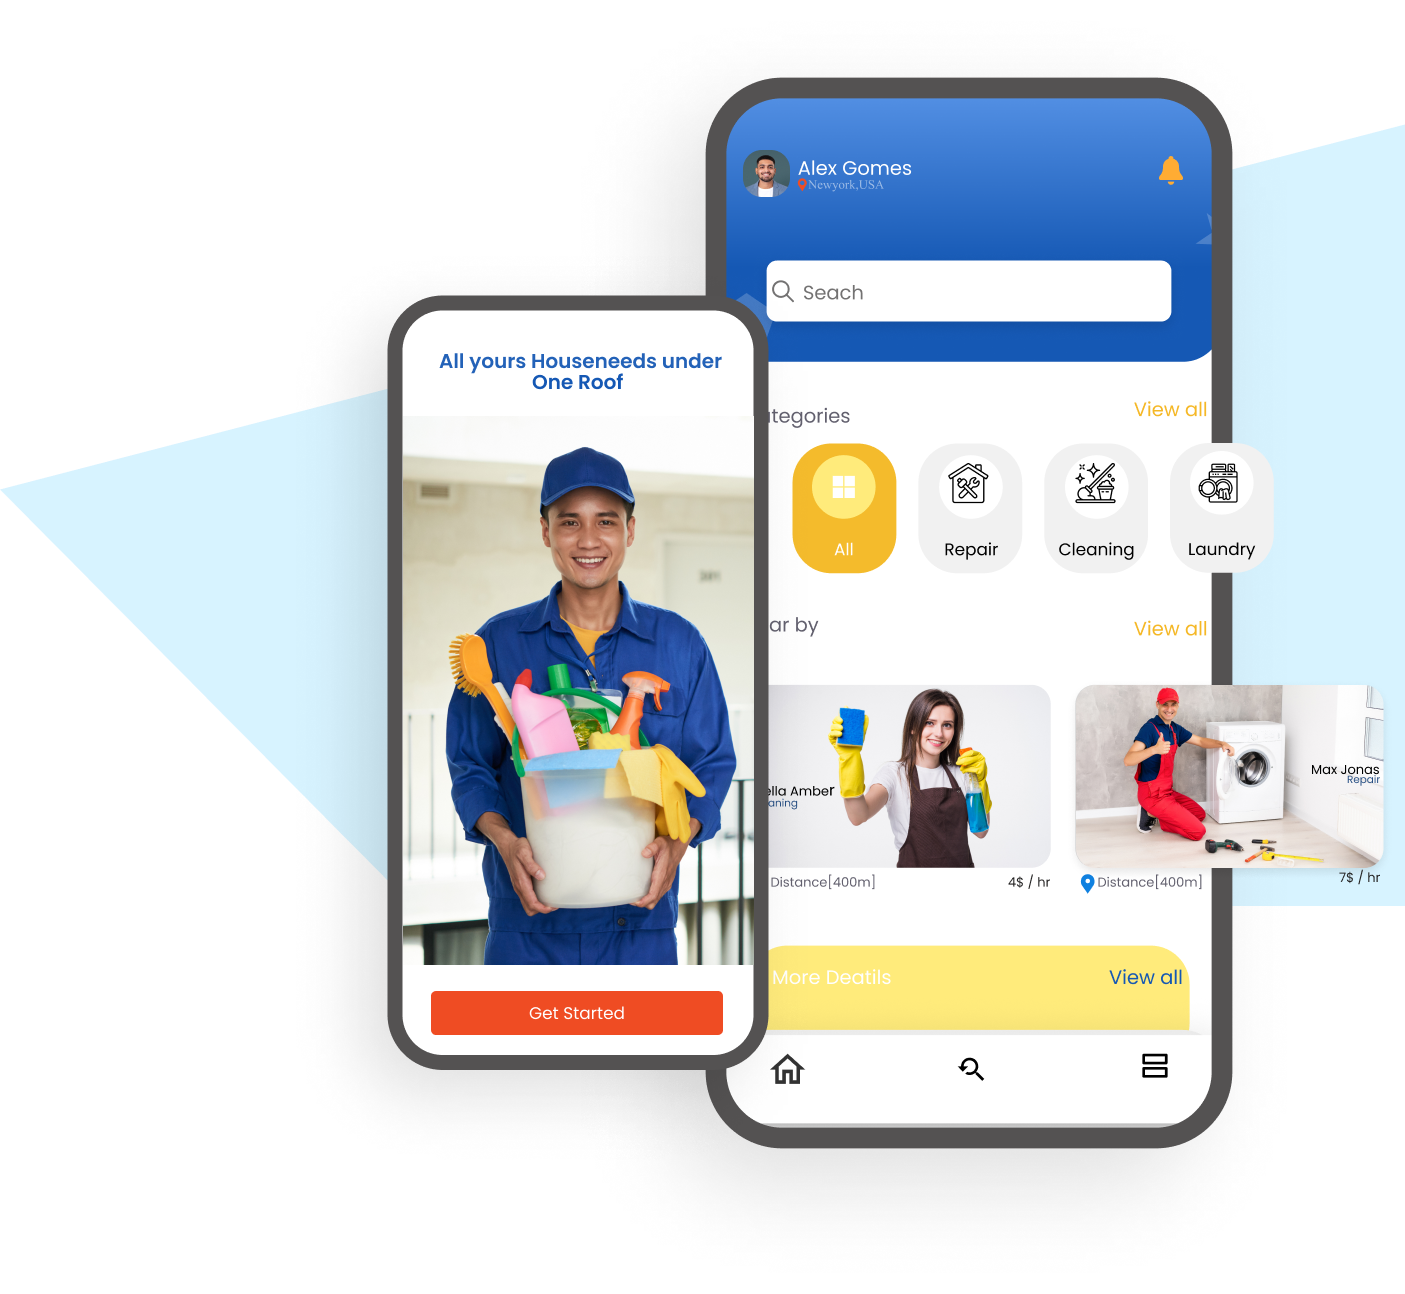 Alex Gomes
Newyork,USA
Seach
All yours Houseneeds under
One Roof
tegories
View all
All
Repair
Cleaning
Laundry
ar by
View all
lla Amber
aning
Max Jonas
Repair
Distance[400m]
4$ / hr
Distance[400m]
7$ / hr
More Deatils
View all
Get Started